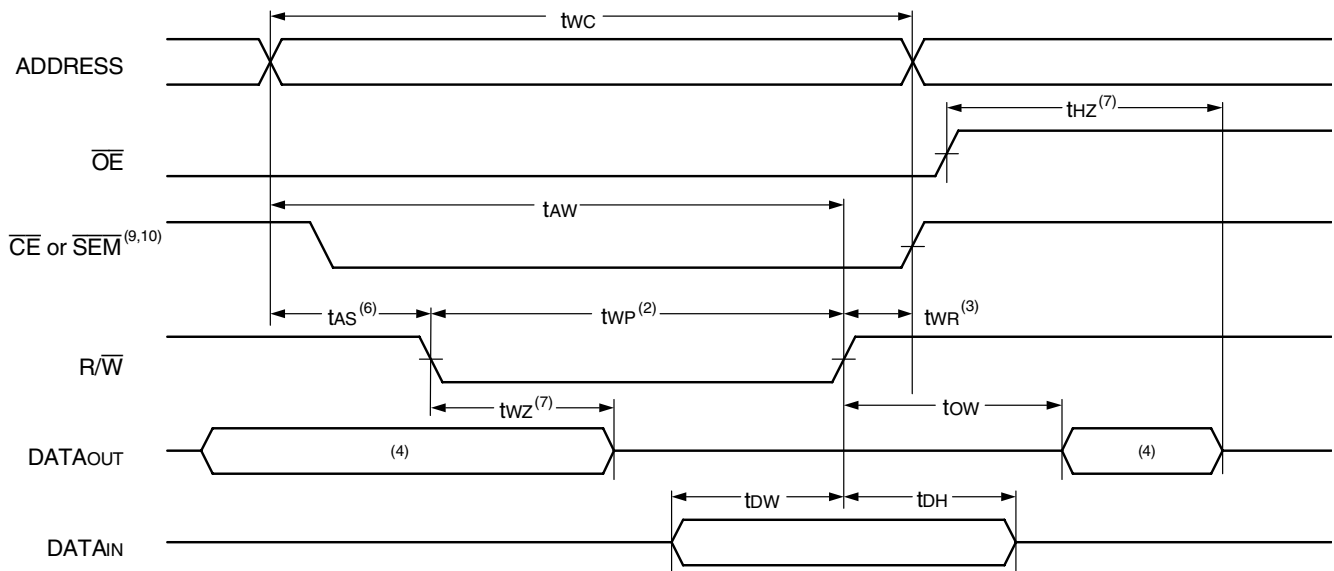 tWC
ADDRESS
tHZ(7)
OE
tAW
CE or SEM(9,10)
tAS(6) tWP(2) tWR(3)
R/W
tWZ(7) tOW
DATAOUT (4) (4)
tDW tDH
DATAIN